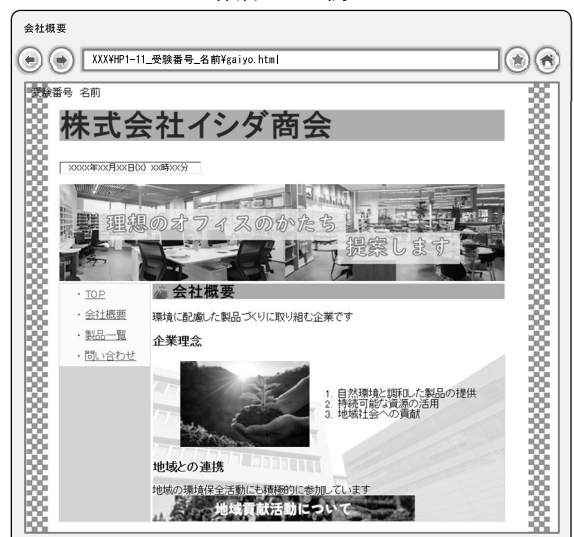 会社概要
XXX¥HP1-11_受験番号_名前¥gaiyo.html
受験番号 名前
株式会社イシダ商会
XXXX年XX月XX日(X) XX時XX分
理想のオフィスのかたち
提案します
・TOP
・会社概要
・製品一覧
・問い合わせ
会社概要
環境に配慮した製品づくりに取り組む企業です
企業理念
1. 自然環境と調和した製品の提供
2. 持続可能な資源の活用
3. 地域社会への貢献
地域との連携
地域の環境保全活動にも積極的に参加しています
地域貢献活動について